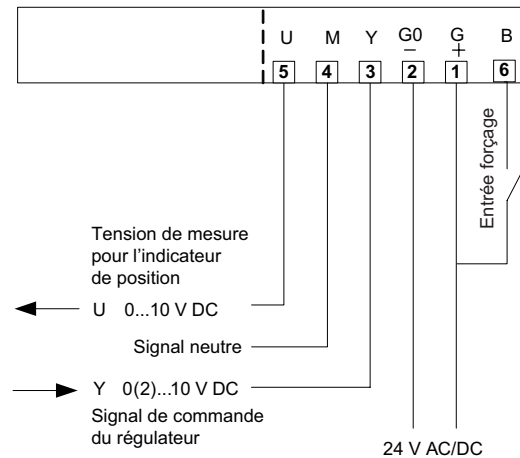 U M Y G0 G B
− +
5 4 3 2 1 6
Entrée forçage
Tension de mesure
pour l'indicateur
de position
U 0...10 V DC
Signal neutre
Y 0(2)...10 V DC
Signal de commande
du régulateur
24 V AC/DC